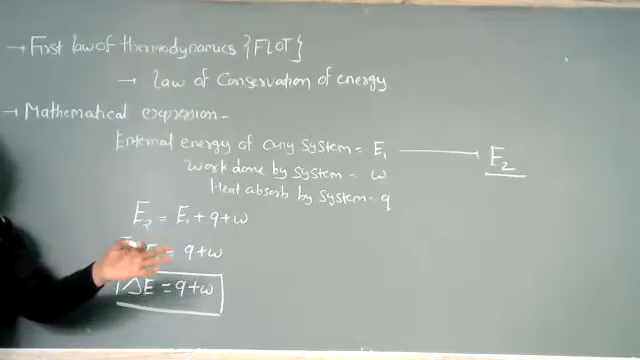 → First law of thermodynamics {FLOT}
→ Law of Conservation of energy
→ Mathematical expression -
Internal energy of any system = E₁ —— E₂
Work done by system = w
Heat absorb by system = q
E₂ = E₁ + q + w
= q + w
ΔE = q + w